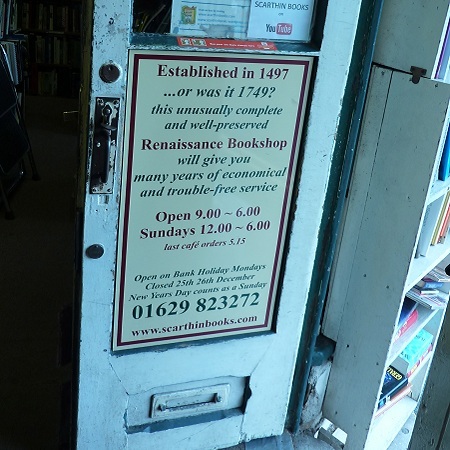 SCARTHIN BOOKS
YouTube
Established in 1497
...or was it 1749?
this unusually complete
and well-preserved
Renaissance Bookshop
will give you
many years of economical
and trouble-free service
Open 9.00 ~ 6.00
Sundays 12.00 ~ 6.00
last café orders 5.15
Open on Bank Holiday Mondays
Closed 25th 26th December
New Years Day counts as a Sunday
01629 823272
www.scarthinbooks.com